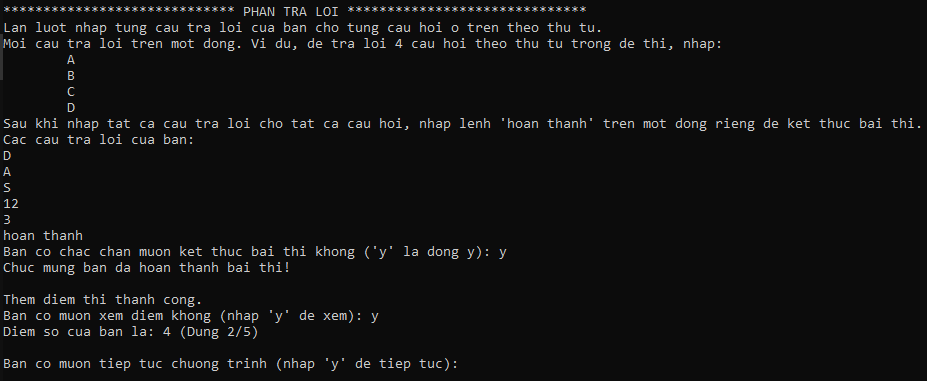 ***************************** PHAN TRA LOI ******************************
Lan luot nhap tung cau tra loi cua ban cho tung cau hoi o tren theo thu tu.
Moi cau tra loi tren mot dong. Vi du, de tra loi 4 cau hoi theo thu tu trong de thi, nhap:
A
B
C
D
Sau khi nhap tat ca cau tra loi cho tat ca cau hoi, nhap lenh 'hoan thanh' tren mot dong rieng de ket thuc bai thi.
Cac cau tra loi cua ban:
D
A
S
12
3
hoan thanh
Ban co chac chan muon ket thuc bai thi khong ('y' la dong y): y
Chuc mung ban da hoan thanh bai thi!
Them diem thi thanh cong.
Ban co muon xem diem khong (nhap 'y' de xem): y
Diem so cua ban la: 4 (Dung 2/5)
Ban co muon tiep tuc chuong trinh (nhap 'y' de tiep tuc):